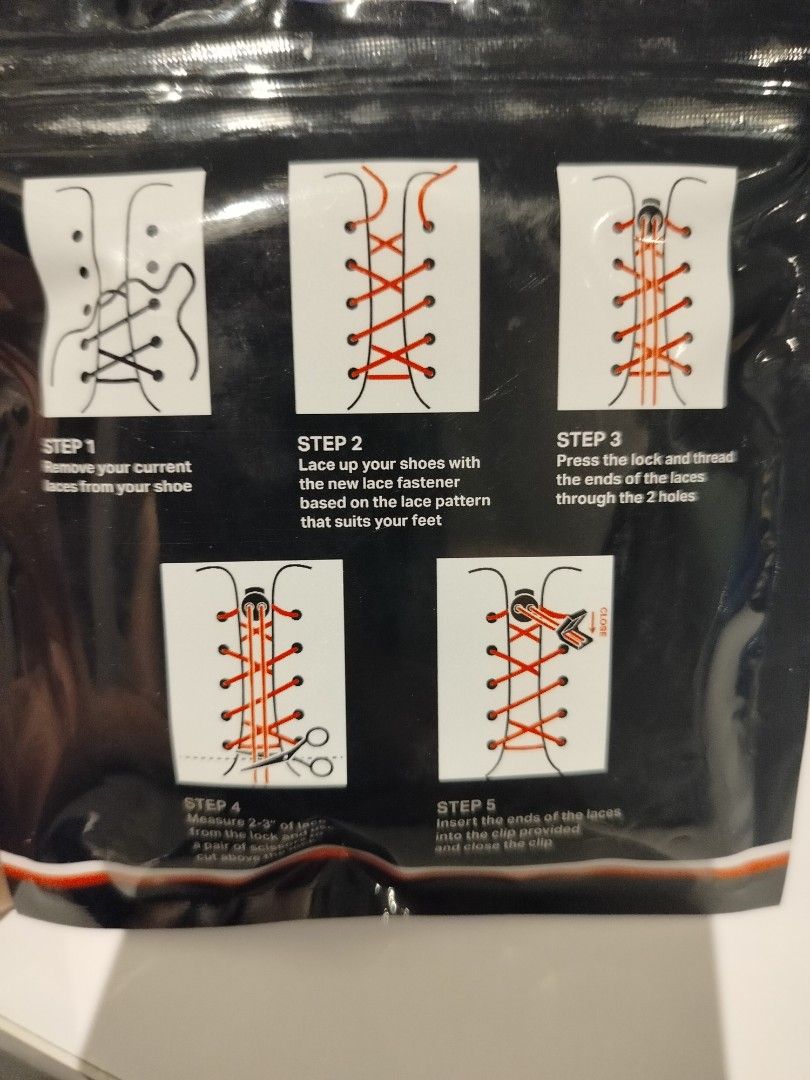 STEP 1
Remove your current
laces from your shoe
STEP 2
Lace up your shoes with
the new lace fastener
based on the lace pattern
that suits your feet
STEP 3
Press the lock and thread
the ends of the laces
through the 2 holes
CLOSE
STEP 4
Measure 2-3" of
from the lock and
a pair of
cut above
STEP 5
Insert the ends of the laces
into the clip provided
and close the clip